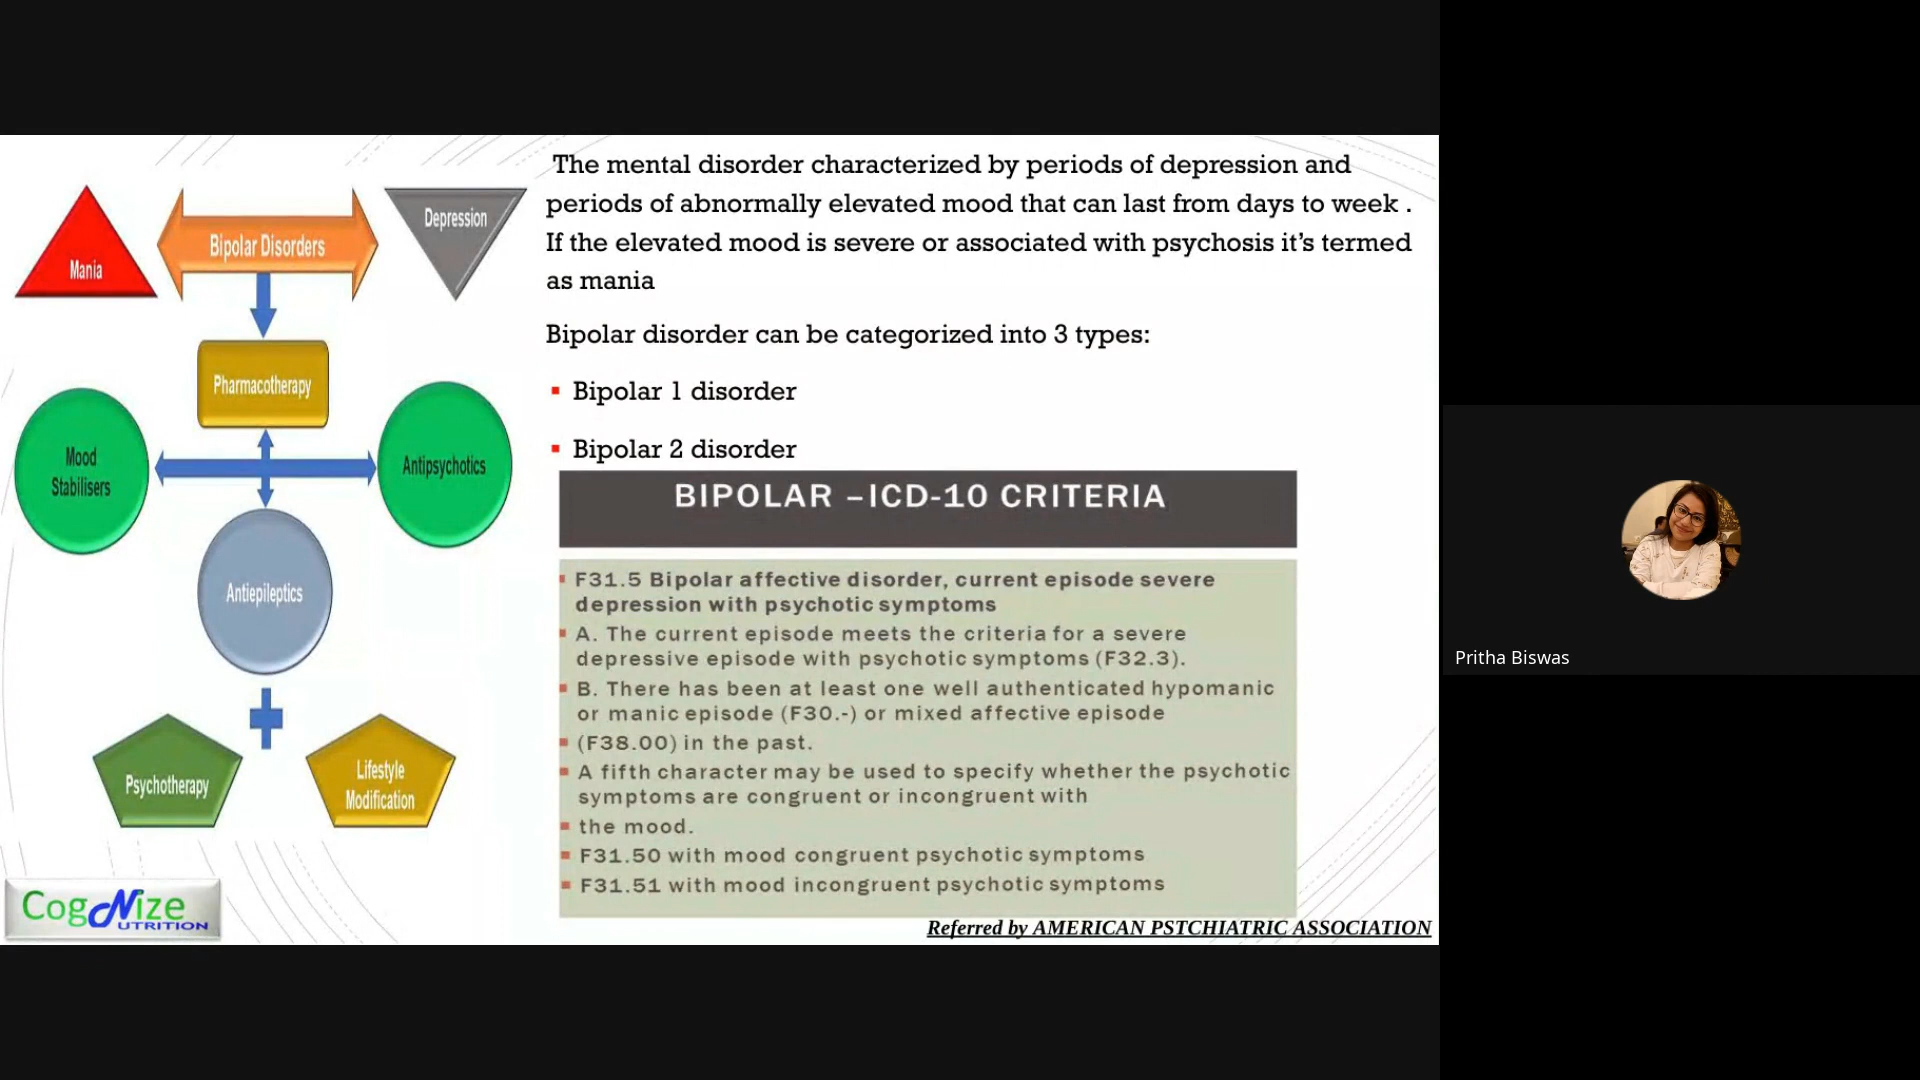 Mania
Bipolar Disorders
Depression
Pharmacotherapy
Mood
Stabilisers
Antipsychotics
Antiepileptics
Psychotherapy
Lifestyle
Modification
CogNize
NUTRITION
The mental disorder characterized by periods of depression and
periods of abnormally elevated mood that can last from days to week .
If the elevated mood is severe or associated with psychosis it’s termed
as mania
Bipolar disorder can be categorized into 3 types:
▪ Bipolar 1 disorder
▪ Bipolar 2 disorder
BIPOLAR –ICD-10 CRITERIA
▪ F31.5 Bipolar affective disorder, current episode severe
depression with psychotic symptoms
▪ A. The current episode meets the criteria for a severe
depressive episode with psychotic symptoms (F32.3).
▪ B. There has been at least one well authenticated hypomanic
or manic episode (F30.-) or mixed affective episode
▪ (F38.00) in the past.
▪ A fifth character may be used to specify whether the psychotic
symptoms are congruent or incongruent with
▪ the mood.
▪ F31.50 with mood congruent psychotic symptoms
▪ F31.51 with mood incongruent psychotic symptoms
Referred by AMERICAN PSTCHIATRIC ASSOCIATION
Pritha Biswas